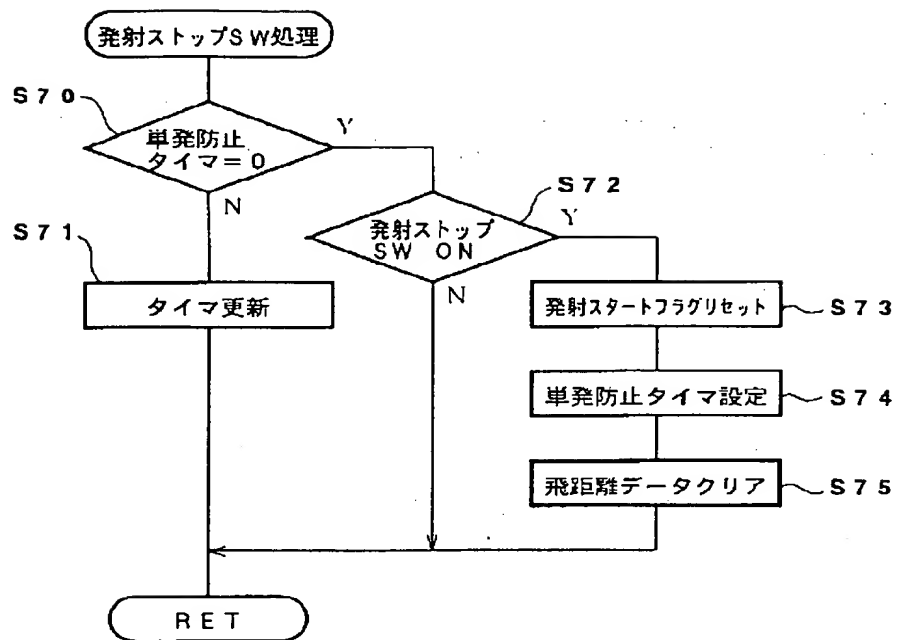 発射ストップSW処理
S70
単発防止
タイマ=0
Y
N
S71
タイマ更新
S72
発射ストップ
SW ON
Y
N
発射スタートフラグリセット
S73
単発防止タイマ設定
S74
飛距離データクリア
S75
RET